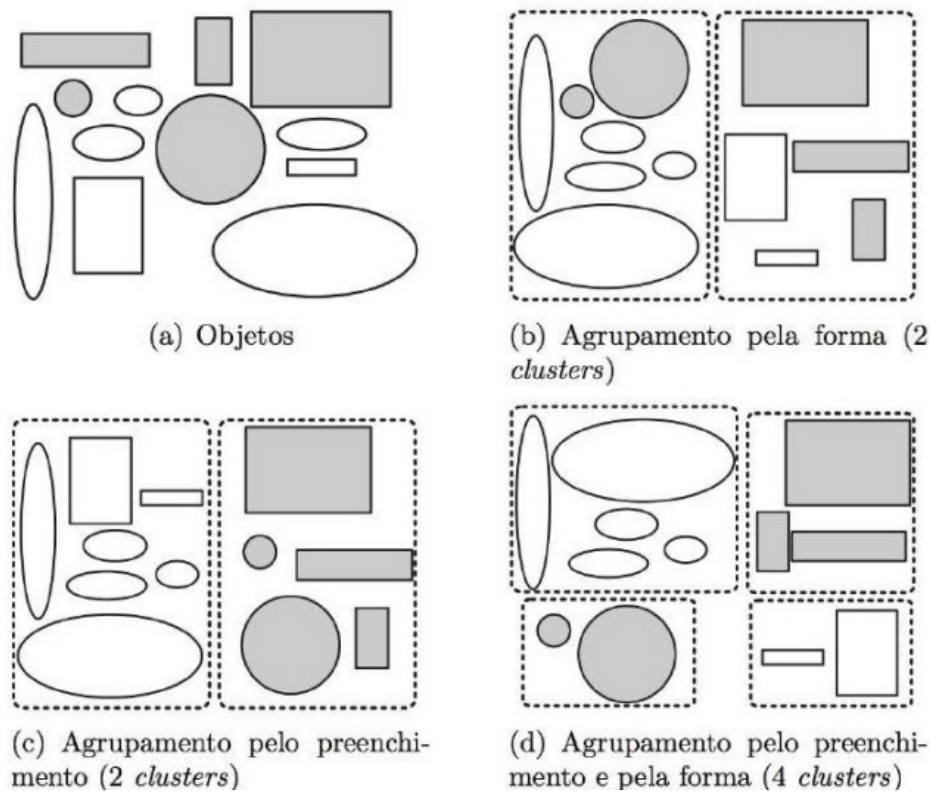 (a) Objetos
(b) Agrupamento pela forma (2
clusters)
(c) Agrupamento pelo preenchi-
mento (2 clusters)
(d) Agrupamento pelo preenchi-
mento e pela forma (4 clusters)